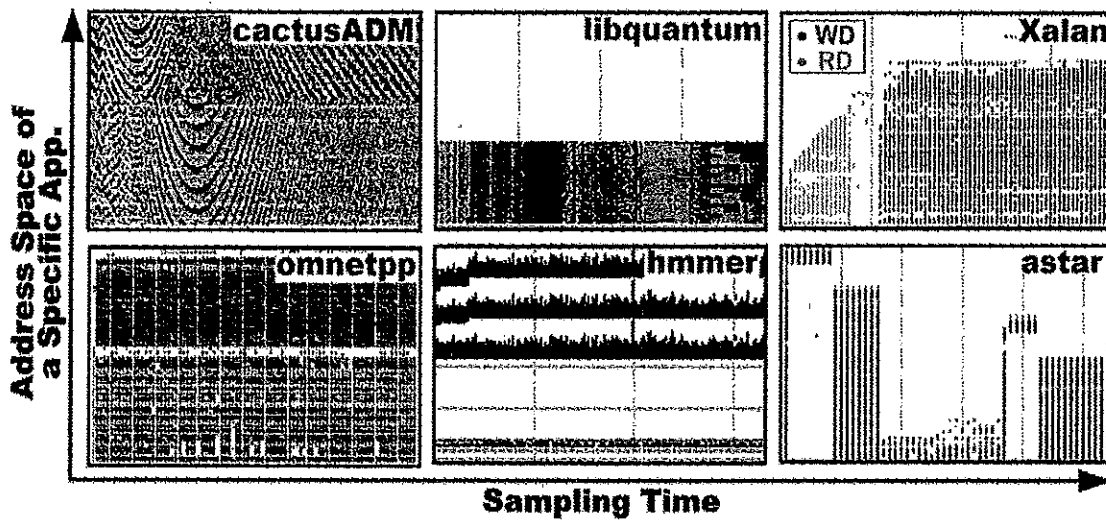 Address Space of
a Specific App.
cactusADM
libquantum
Xalan
WD
RD
omnetpp
hmmer
astar
Sampling Time